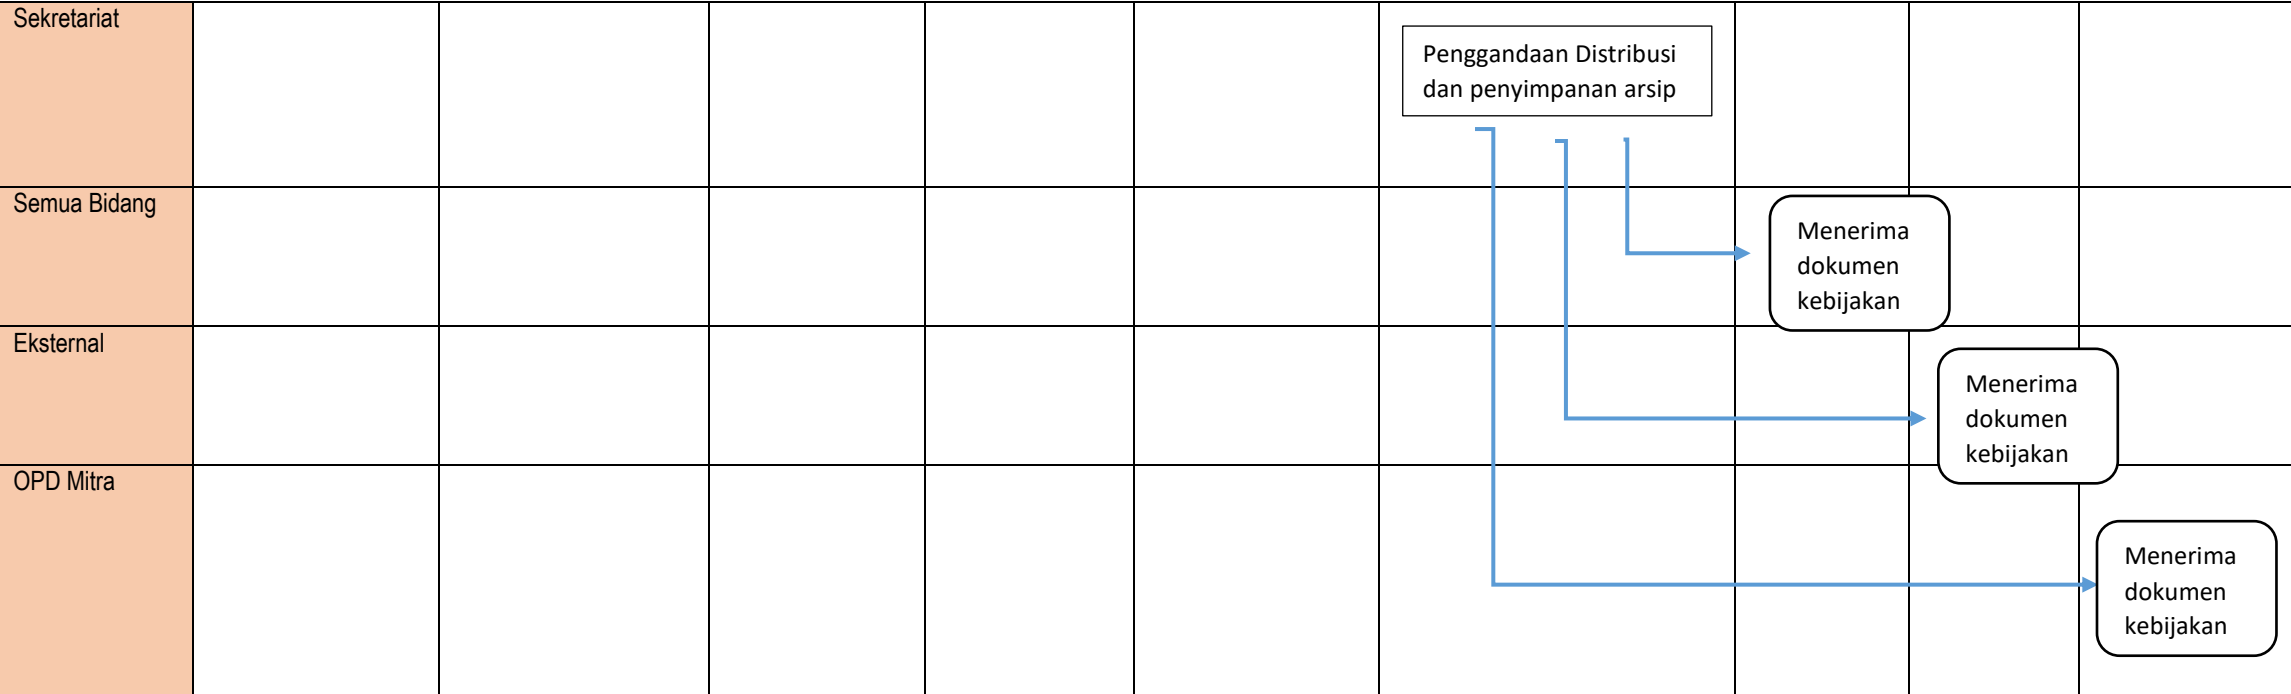 Sekretariat
Penggandaan Distribusi
dan penyimpanan arsip
Semua Bidang
Menerima
dokumen
kebijakan
Eksternal
Menerima
dokumen
kebijakan
OPD Mitra
Menerima
dokumen
kebijakan